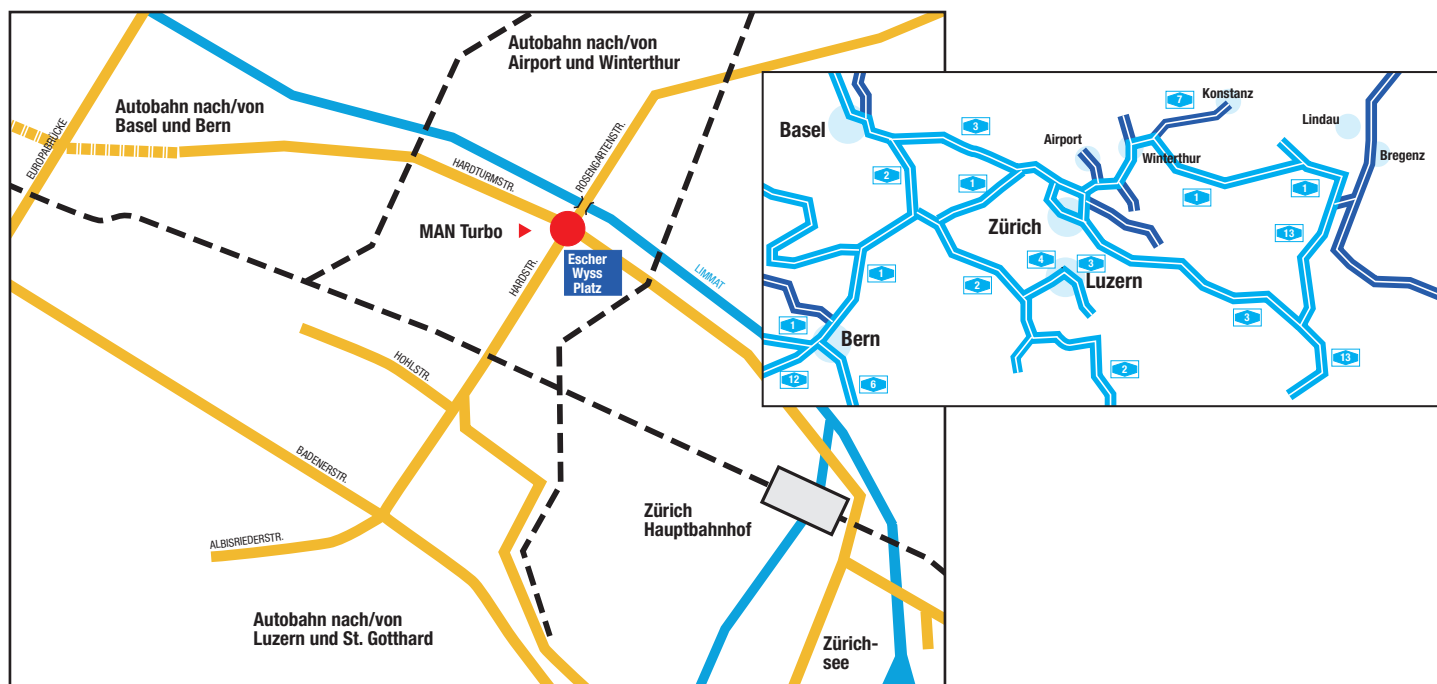 Autobahn nach/von
Airport und Winterthur
Autobahn nach/von
Basel und Bern
EUROPABRÜCKE
HARDTURMSTR.
ROSENGARTENSTR.
MAN Turbo
Escher
Wyss
Platz
LIMMAT
HARDSTR.
HOHLSTR.
BADENERSTR.
ALBISRIEDERSTR.
Zürich
Hauptbahnhof
Autobahn nach/von
Luzern und St. Gotthard
Zürich-
see
Konstanz
7
Lindau
Basel
3
Airport
Winterthur
Bregenz
2
1
1
1
Zürich
13
4
3
Luzern
1
2
1
Bern
3
13
12
6
2